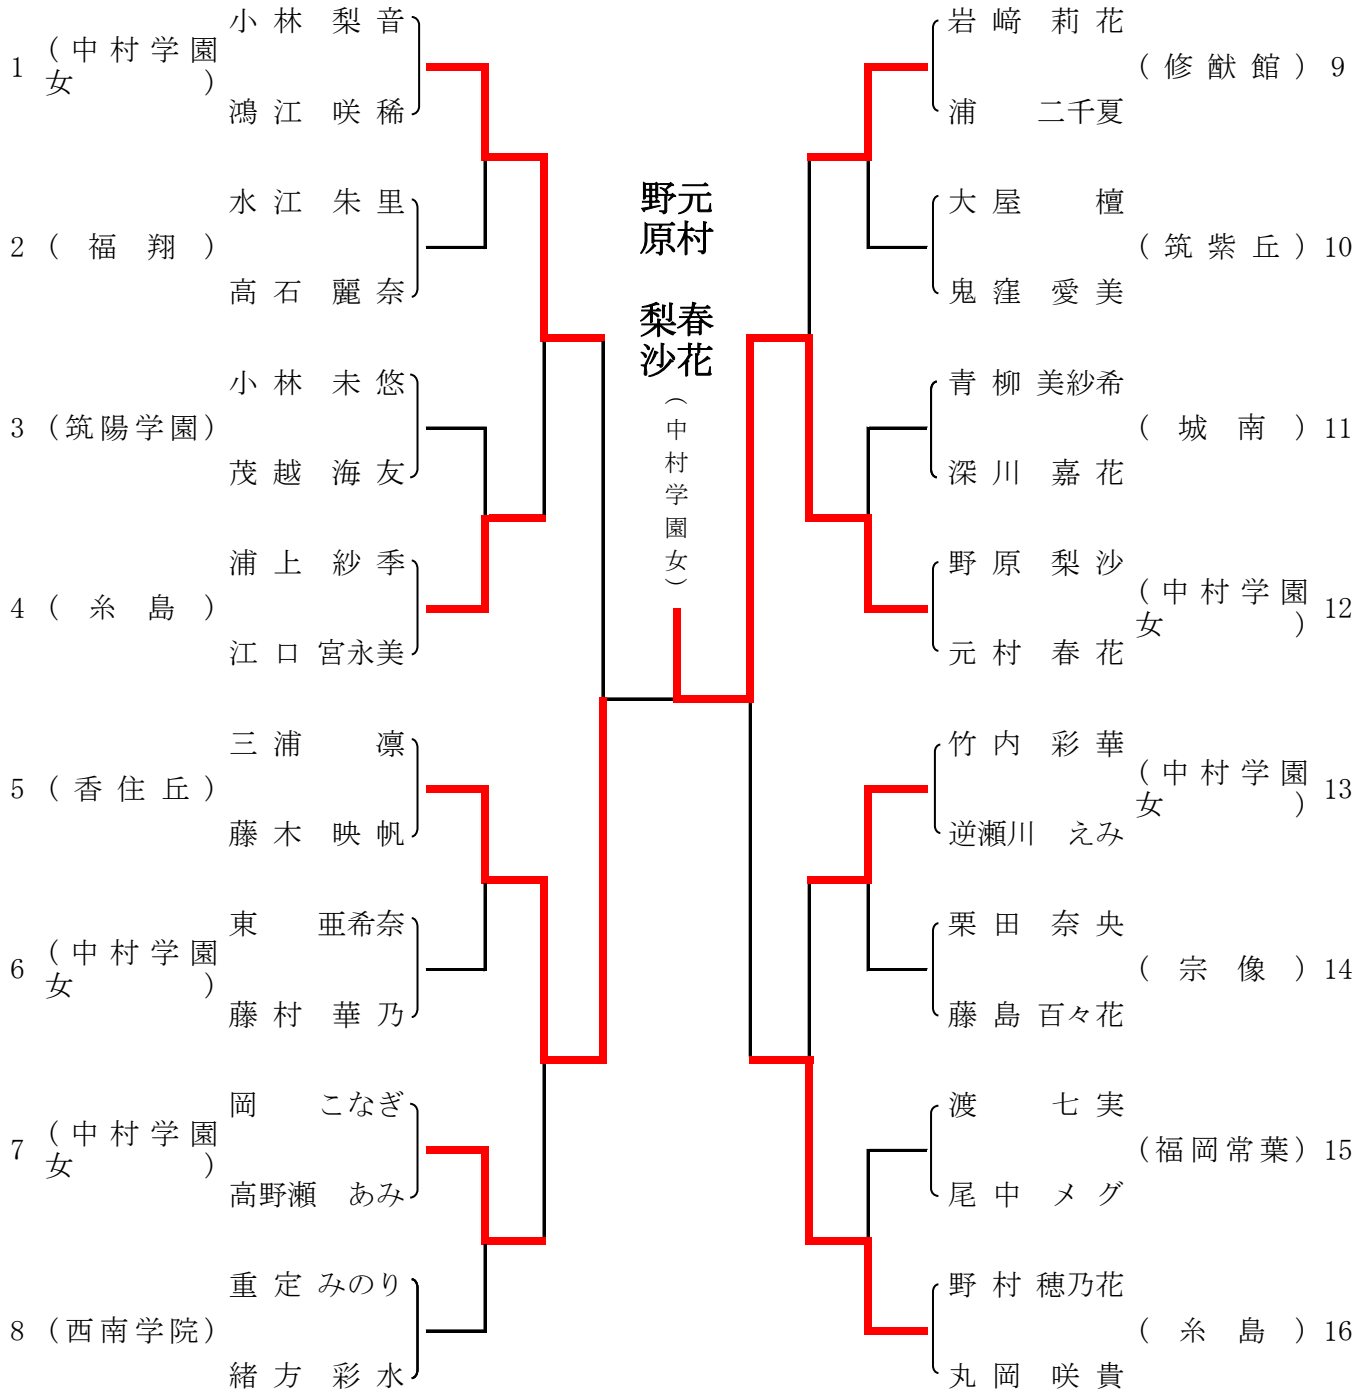 小林 梨音
1 (中村学園女)
鴻江 咲稀
水江 朱里
2 (福翔)
高石 麗奈
小林 未悠
3 (筑陽学園)
茂越 海友
浦上 紗季
4 (糸島)
江口 宮永美
三浦 凛
5 (香住丘)
藤木 映帆
東 亜希奈
6 (中村学園女)
藤村 華乃
岡 こなぎ
7 (中村学園女)
高野瀬 あみ
重定 みのり
8 (西南学院)
緒方 彩水
元村 春花
野原 梨沙
(中村学園女)
岩﨑 莉花
(修猷館) 9
浦 二千夏
大屋 檀
(筑紫丘) 10
鬼窪 愛美
青柳 美紗希
(城南) 11
深川 嘉花
野原 梨沙
(中村学園女) 12
元村 春花
竹内 彩華
(中村学園女) 13
逆瀬川 えみ
栗田 奈央
(宗像) 14
藤島 百々花
渡 七実
(福岡常葉) 15
尾中 メグ
野村 穂乃花
(糸島) 16
丸岡 咲貴